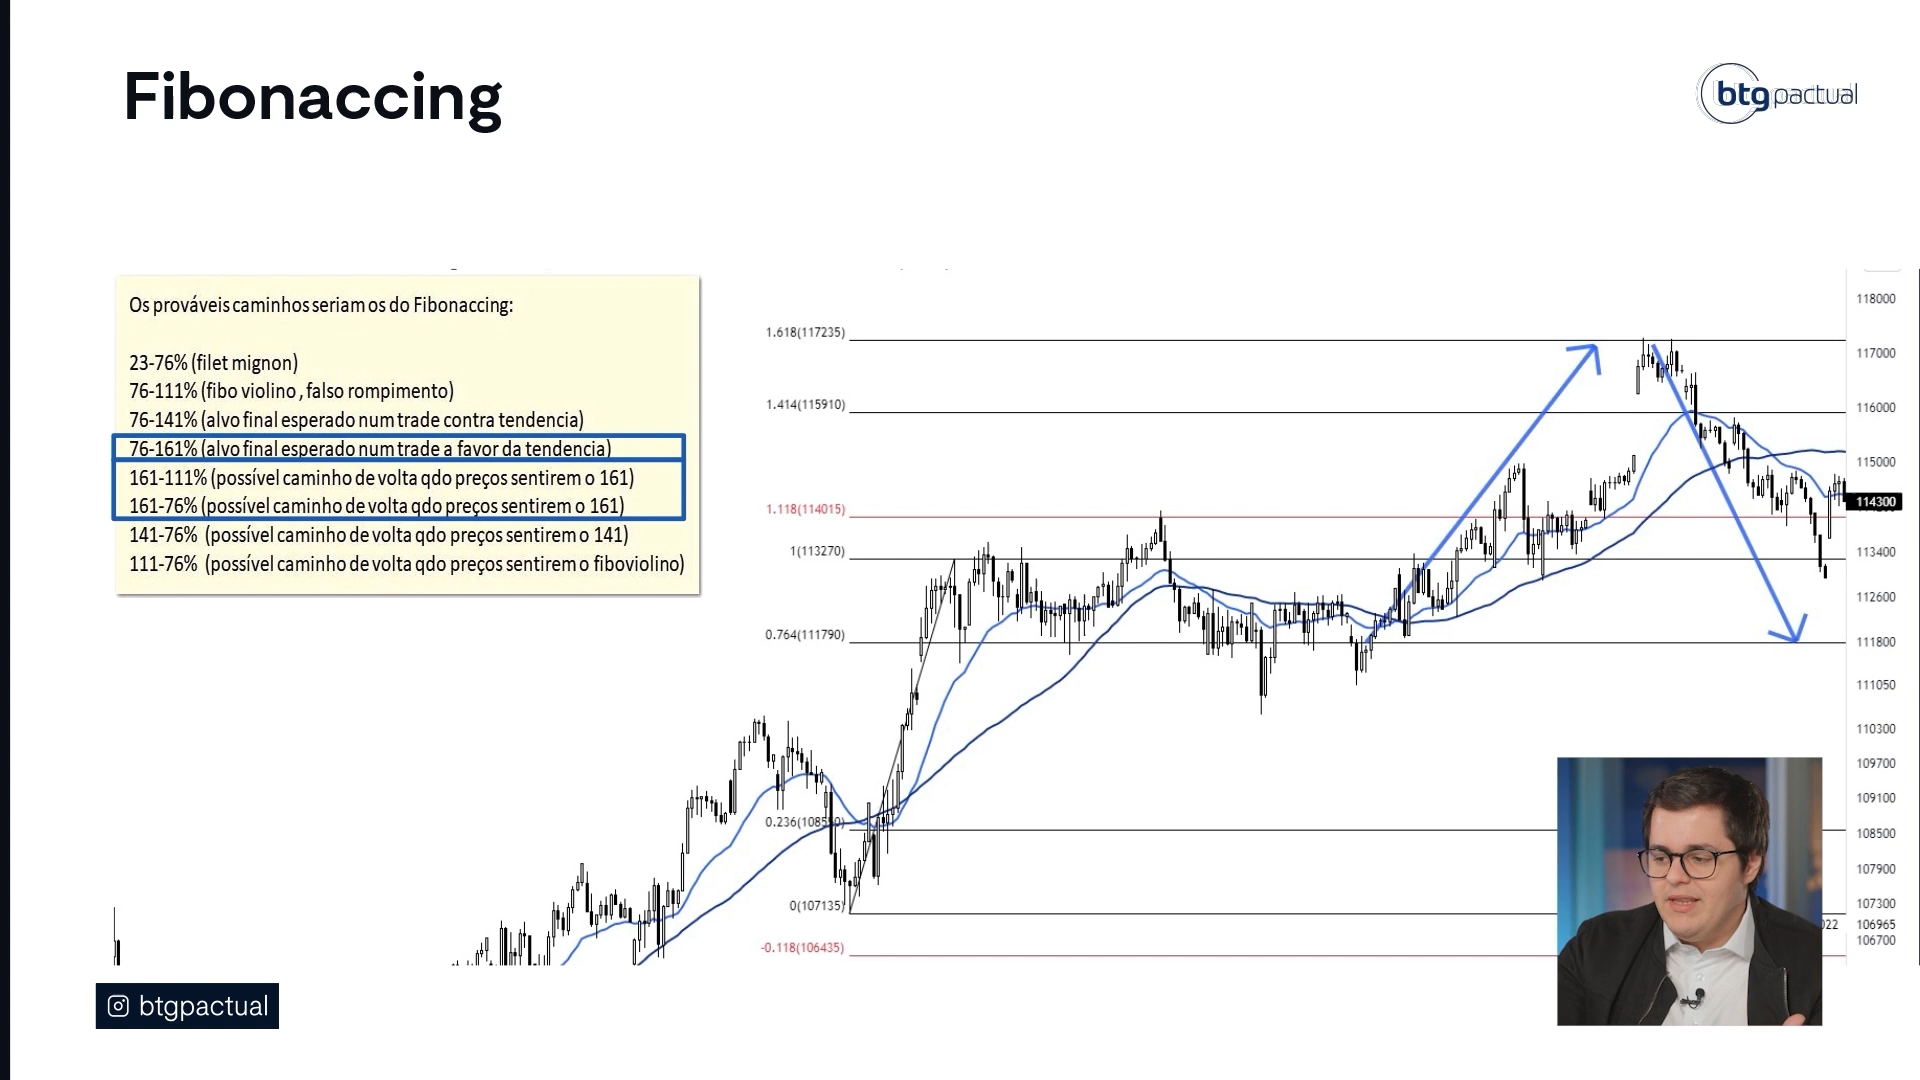 Fibonaccing
btgpactual
Os prováveis caminhos seriam os do Fibonaccing:
23-76% (filet mignon)
76-111% (fibo violino , falso rompimento)
76-141% (alvo final esperado num trade contra tendencia)
76-161% (alvo final esperado num trade a favor da tendencia)
161-111% (possível caminho de volta qdo preços sentirem o 161)
161-76% (possível caminho de volta qdo preços sentirem o 161)
141-76% (possível caminho de volta qdo preços sentirem o 141)
111-76% (possível caminho de volta qdo preços sentirem o fiboviolino)
1.618(117235)
1.414(115910)
1.118(114015)
1(113270)
0.764(111790)
0.236(108550)
0(107135)
-0.118(106435)
118000
117000
116000
115000
114300
113400
112600
111800
111050
110300
109700
109100
108500
107900
107300
022
106965
106700
btgpactual